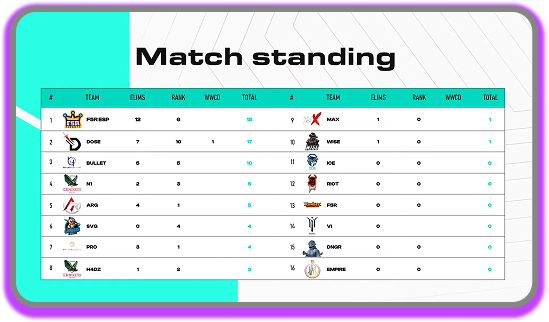 Match standing
# TEAM ELIMS RANK WWCD TOTAL # TEAM ELIMS RANK WWCD TOTAL
1 FGR ESP 12 6 18 9 MAX 1 0 1
2 DOSE 7 10 1 17 10 WISE 1 0 1
3 BULLET 5 5 10 11 ICE 0 0 0
4 N1 2 3 5 12 RIOT 0 0 0
5 ARG 4 1 5 13 FGR 0 0 0
6 SVG 0 4 4 14 VI 0 0 0
7 PRO 3 1 4 15 DNGR 0 0 0
8 H4DZ 1 2 3 16 EMPIRE 0 0 0